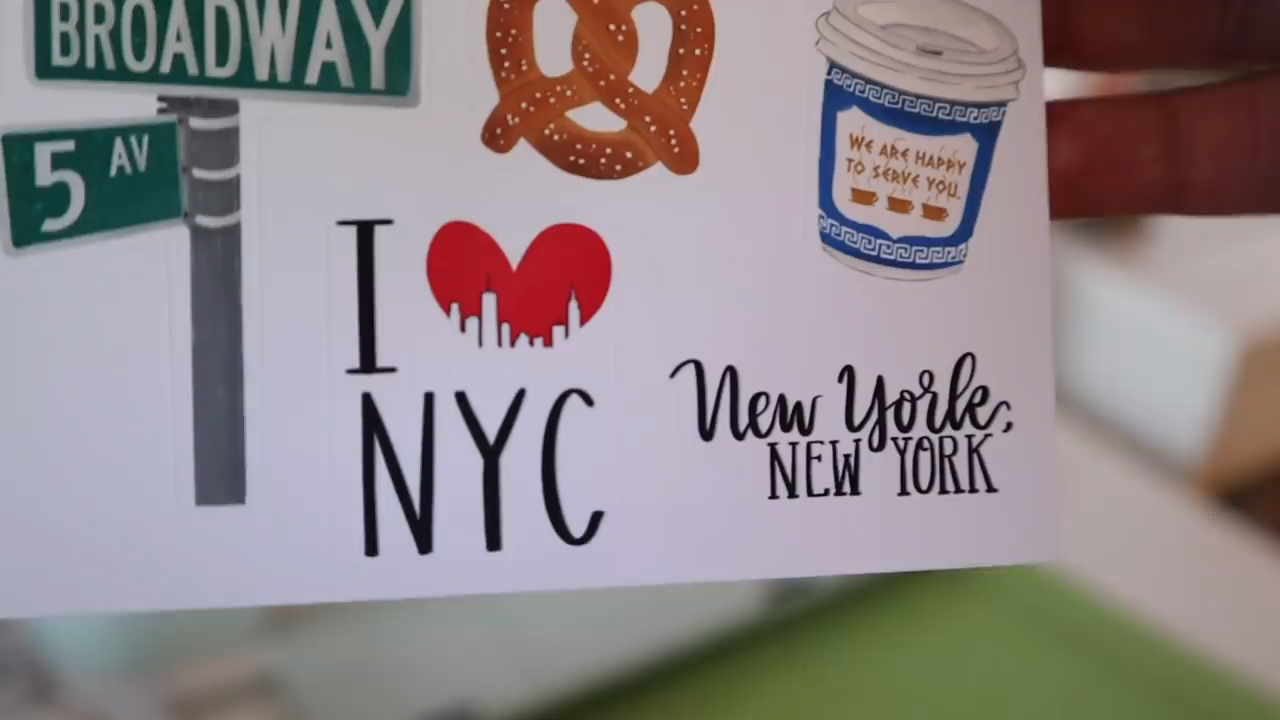 BROADWAY
5 AV
WE ARE HAPPY
TO SERVE YOU.
I
NYC
New York,
NEW YORK